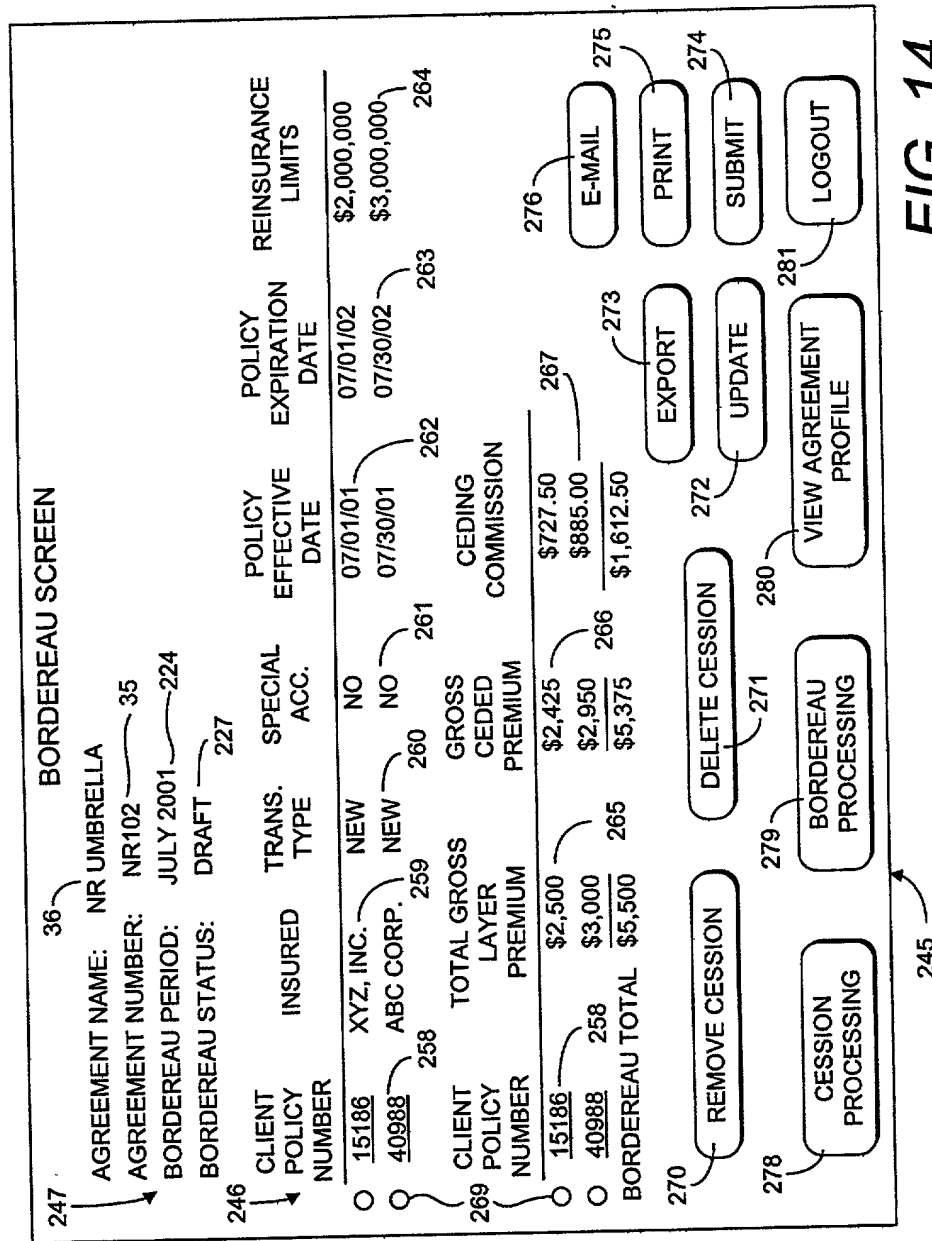 BORDEREAU SCREEN
36
247
AGREEMENT NAME: NR UMBRELLA
AGREEMENT NUMBER: NR102 35
BORDEREAU PERIOD: JULY 2001 224
BORDEREAU STATUS: DRAFT 227
246
CLIENT POLICY NUMBER INSURED TRANS. TYPE SPECIAL ACC. POLICY EFFECTIVE DATE POLICY EXPIRATION DATE REINSURANCE LIMITS
15186 XYZ, INC. NEW NO 07/01/01 07/01/02 $2,000,000
40988 ABC CORP. NEW NO 07/30/01 07/30/02 $3,000,000
258 259 260 261 262 263 264
269
CLIENT POLICY NUMBER TOTAL GROSS LAYER PREMIUM GROSS CEDED PREMIUM CEDING COMMISSION
15186 $2,500 $2,425 $727.50
40988 $3,000 $2,950 $885.00
258 265 266 267
BORDEREAU TOTAL $5,500 $5,375 $1,612.50
270 REMOVE CESSION
271 DELETE CESSION
272 UPDATE
273 EXPORT
276 E-MAIL
275 PRINT
274 SUBMIT
278 CESSION PROCESSING
279 BORDEREAU PROCESSING
280 VIEW AGREEMENT PROFILE
281 LOGOUT
245
FIG. 14